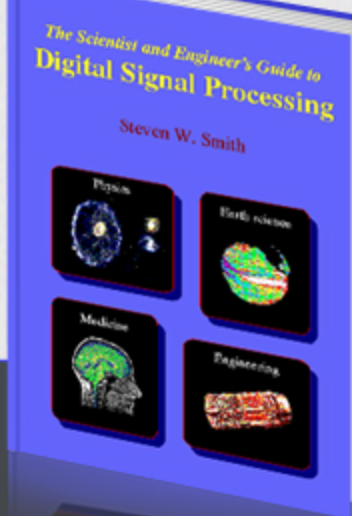 The Scientist and Engineer's Guide to
Digital Signal Processing
Steven W. Smith
Physics
Earth science
Medicine
Engineering